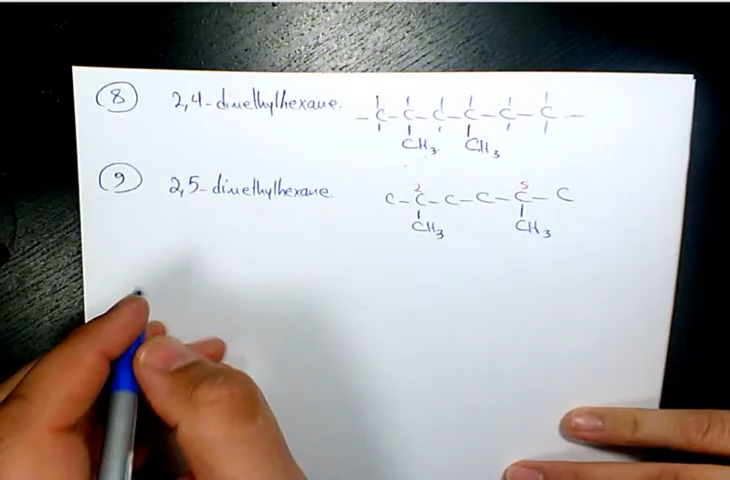 8 2,4-dimethylhexane. -C-C-C-C-C-C-
CH3. CH3
9 2,5-dimethylhexane. C-C-C-C-C-C
2 5
CH3 CH3